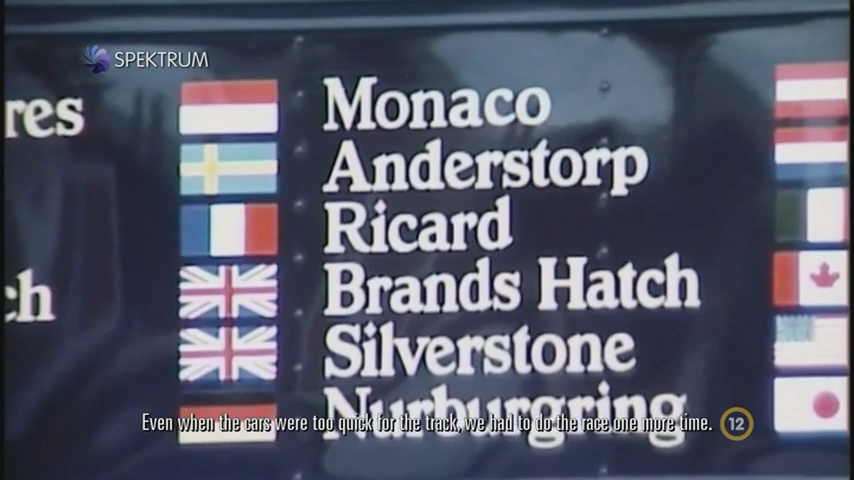 SPEKTRUM
res
Monaco
Anderstorp
Ricard
ch
Brands Hatch
Silverstone
Nurburgring
Even when the cars were too quick for the track, we had to do the race one more time.
12